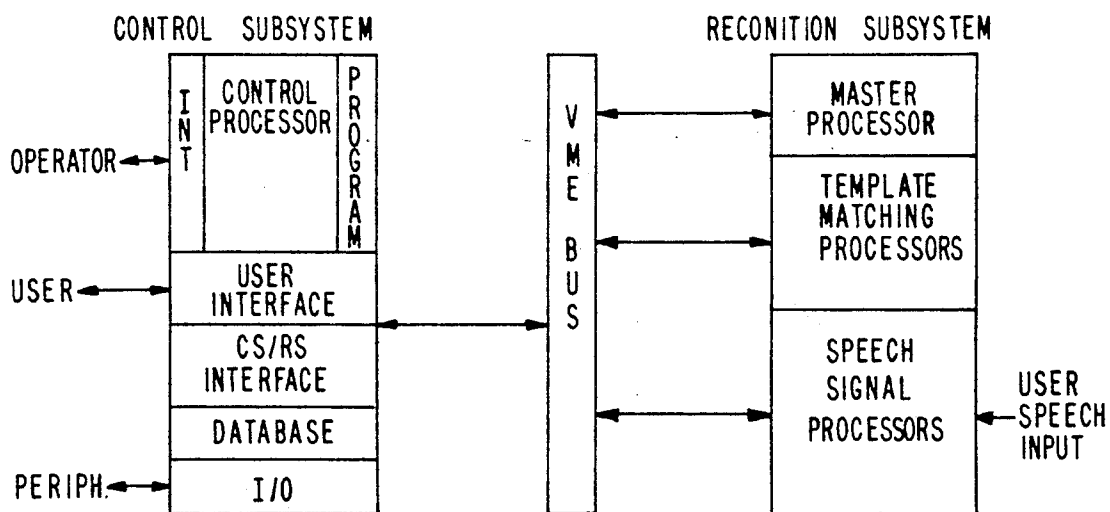 CONTROL SUBSYSTEM
RECONITION SUBSYSTEM
INT
CONTROL
PROCESSOR
PROGRAM
OPERATOR
USER
USER
INTERFACE
CS/RS
INTERFACE
DATABASE
PERIPH.
I/O
VME BUS
MASTER
PROCESSOR
TEMPLATE
MATCHING
PROCESSORS
SPEECH
SIGNAL
PROCESSORS
USER
SPEECH
INPUT